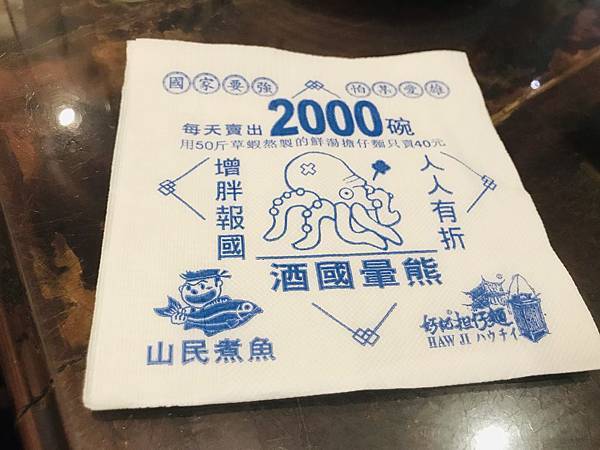 國家要強 怕羞愛雄
每天賣出2000碗
用50斤草蝦熬製的鮮湯擔仔麵只賣40元
增胖報國
人人有折
酒國暈熊
山民煮魚
好記担仔麵
HAW JI ハウチイ